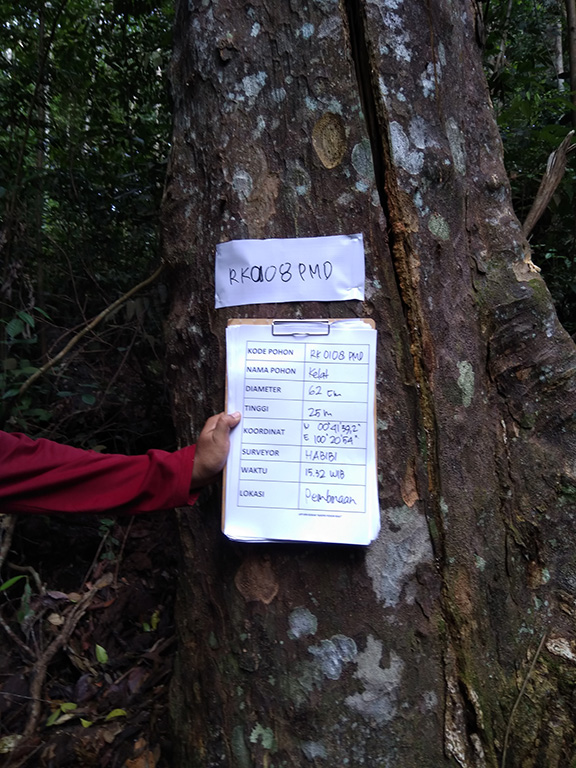 RK0108 PMD
KODE POHON RK 0108 PMD
NAMA POHON Kelat
DIAMETER 62 cm
TINGGI 25 m
KOORDINAT N 00°41'39,2"
E 100°20'54"
SURVEYOR HABIBI
WAKTU 15.32 WIB
LOKASI Pembinaan